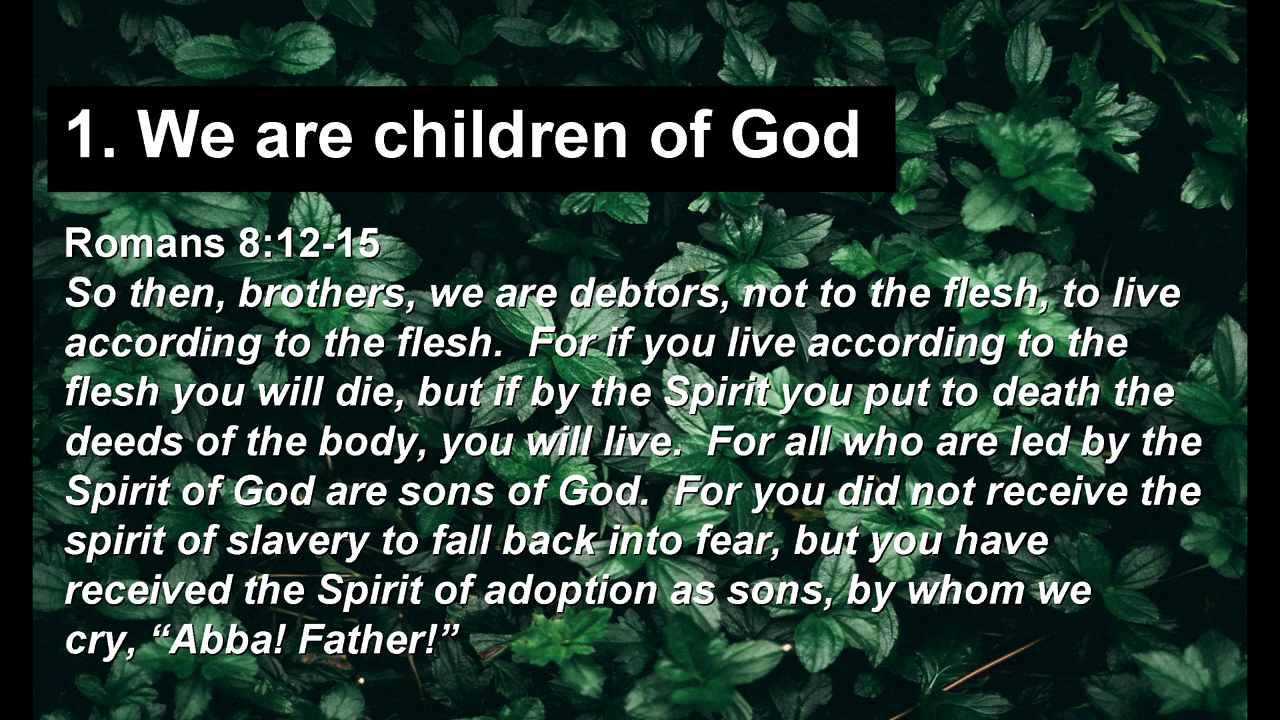 1. We are children of God
Romans 8:12-15
So then, brothers, we are debtors, not to the flesh, to live
according to the flesh.  For if you live according to the
flesh you will die, but if by the Spirit you put to death the
deeds of the body, you will live.  For all who are led by the
Spirit of God are sons of God.  For you did not receive the
spirit of slavery to fall back into fear, but you have
received the Spirit of adoption as sons, by whom we
cry, “Abba! Father!”